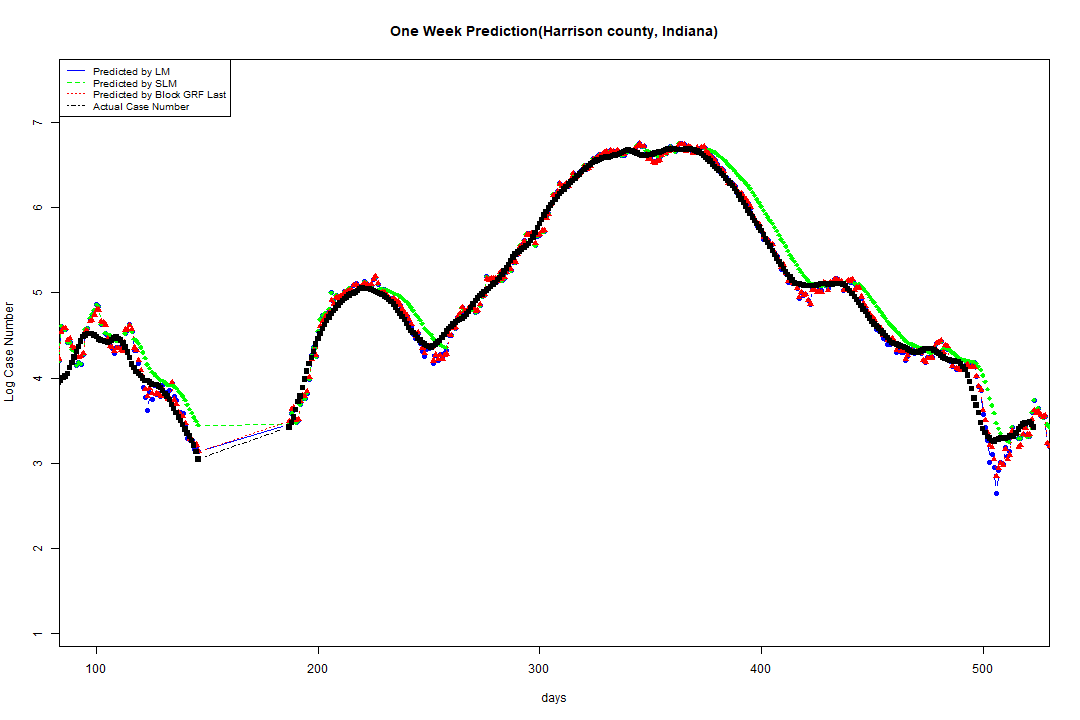 One Week Prediction(Harrison county, Indiana)
Predicted by LM
Predicted by SLM
Predicted by Block GRF Last
Actual Case Number
Log Case Number
7
6
5
4
3
2
1
100 200 300 400 500
days